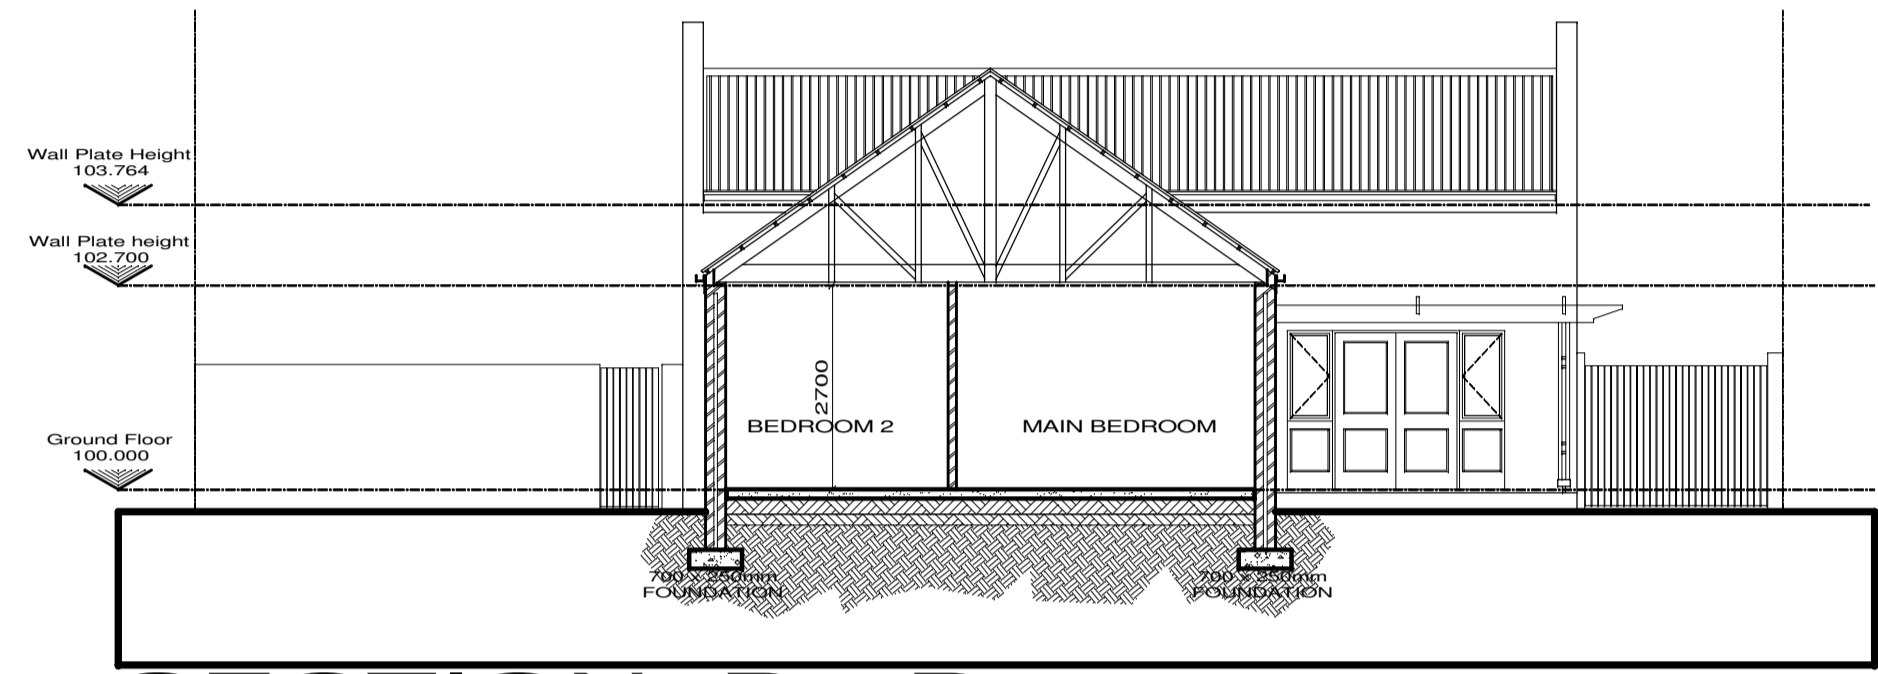 Wall Plate Height
103.764
Wall Plate height
102.700
Ground Floor
100.000
2700
BEDROOM 2
MAIN BEDROOM
700 x 250mm
FOUNDATION
700 x 250mm
FOUNDATION